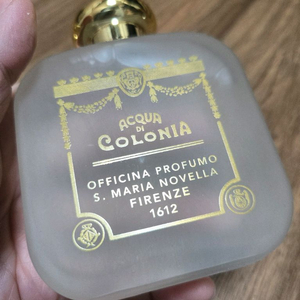 ACQUA
DI
COLONIA
OFFICINA PROFUMO
S. MARIA NOVELLA
FIRENZE
1612